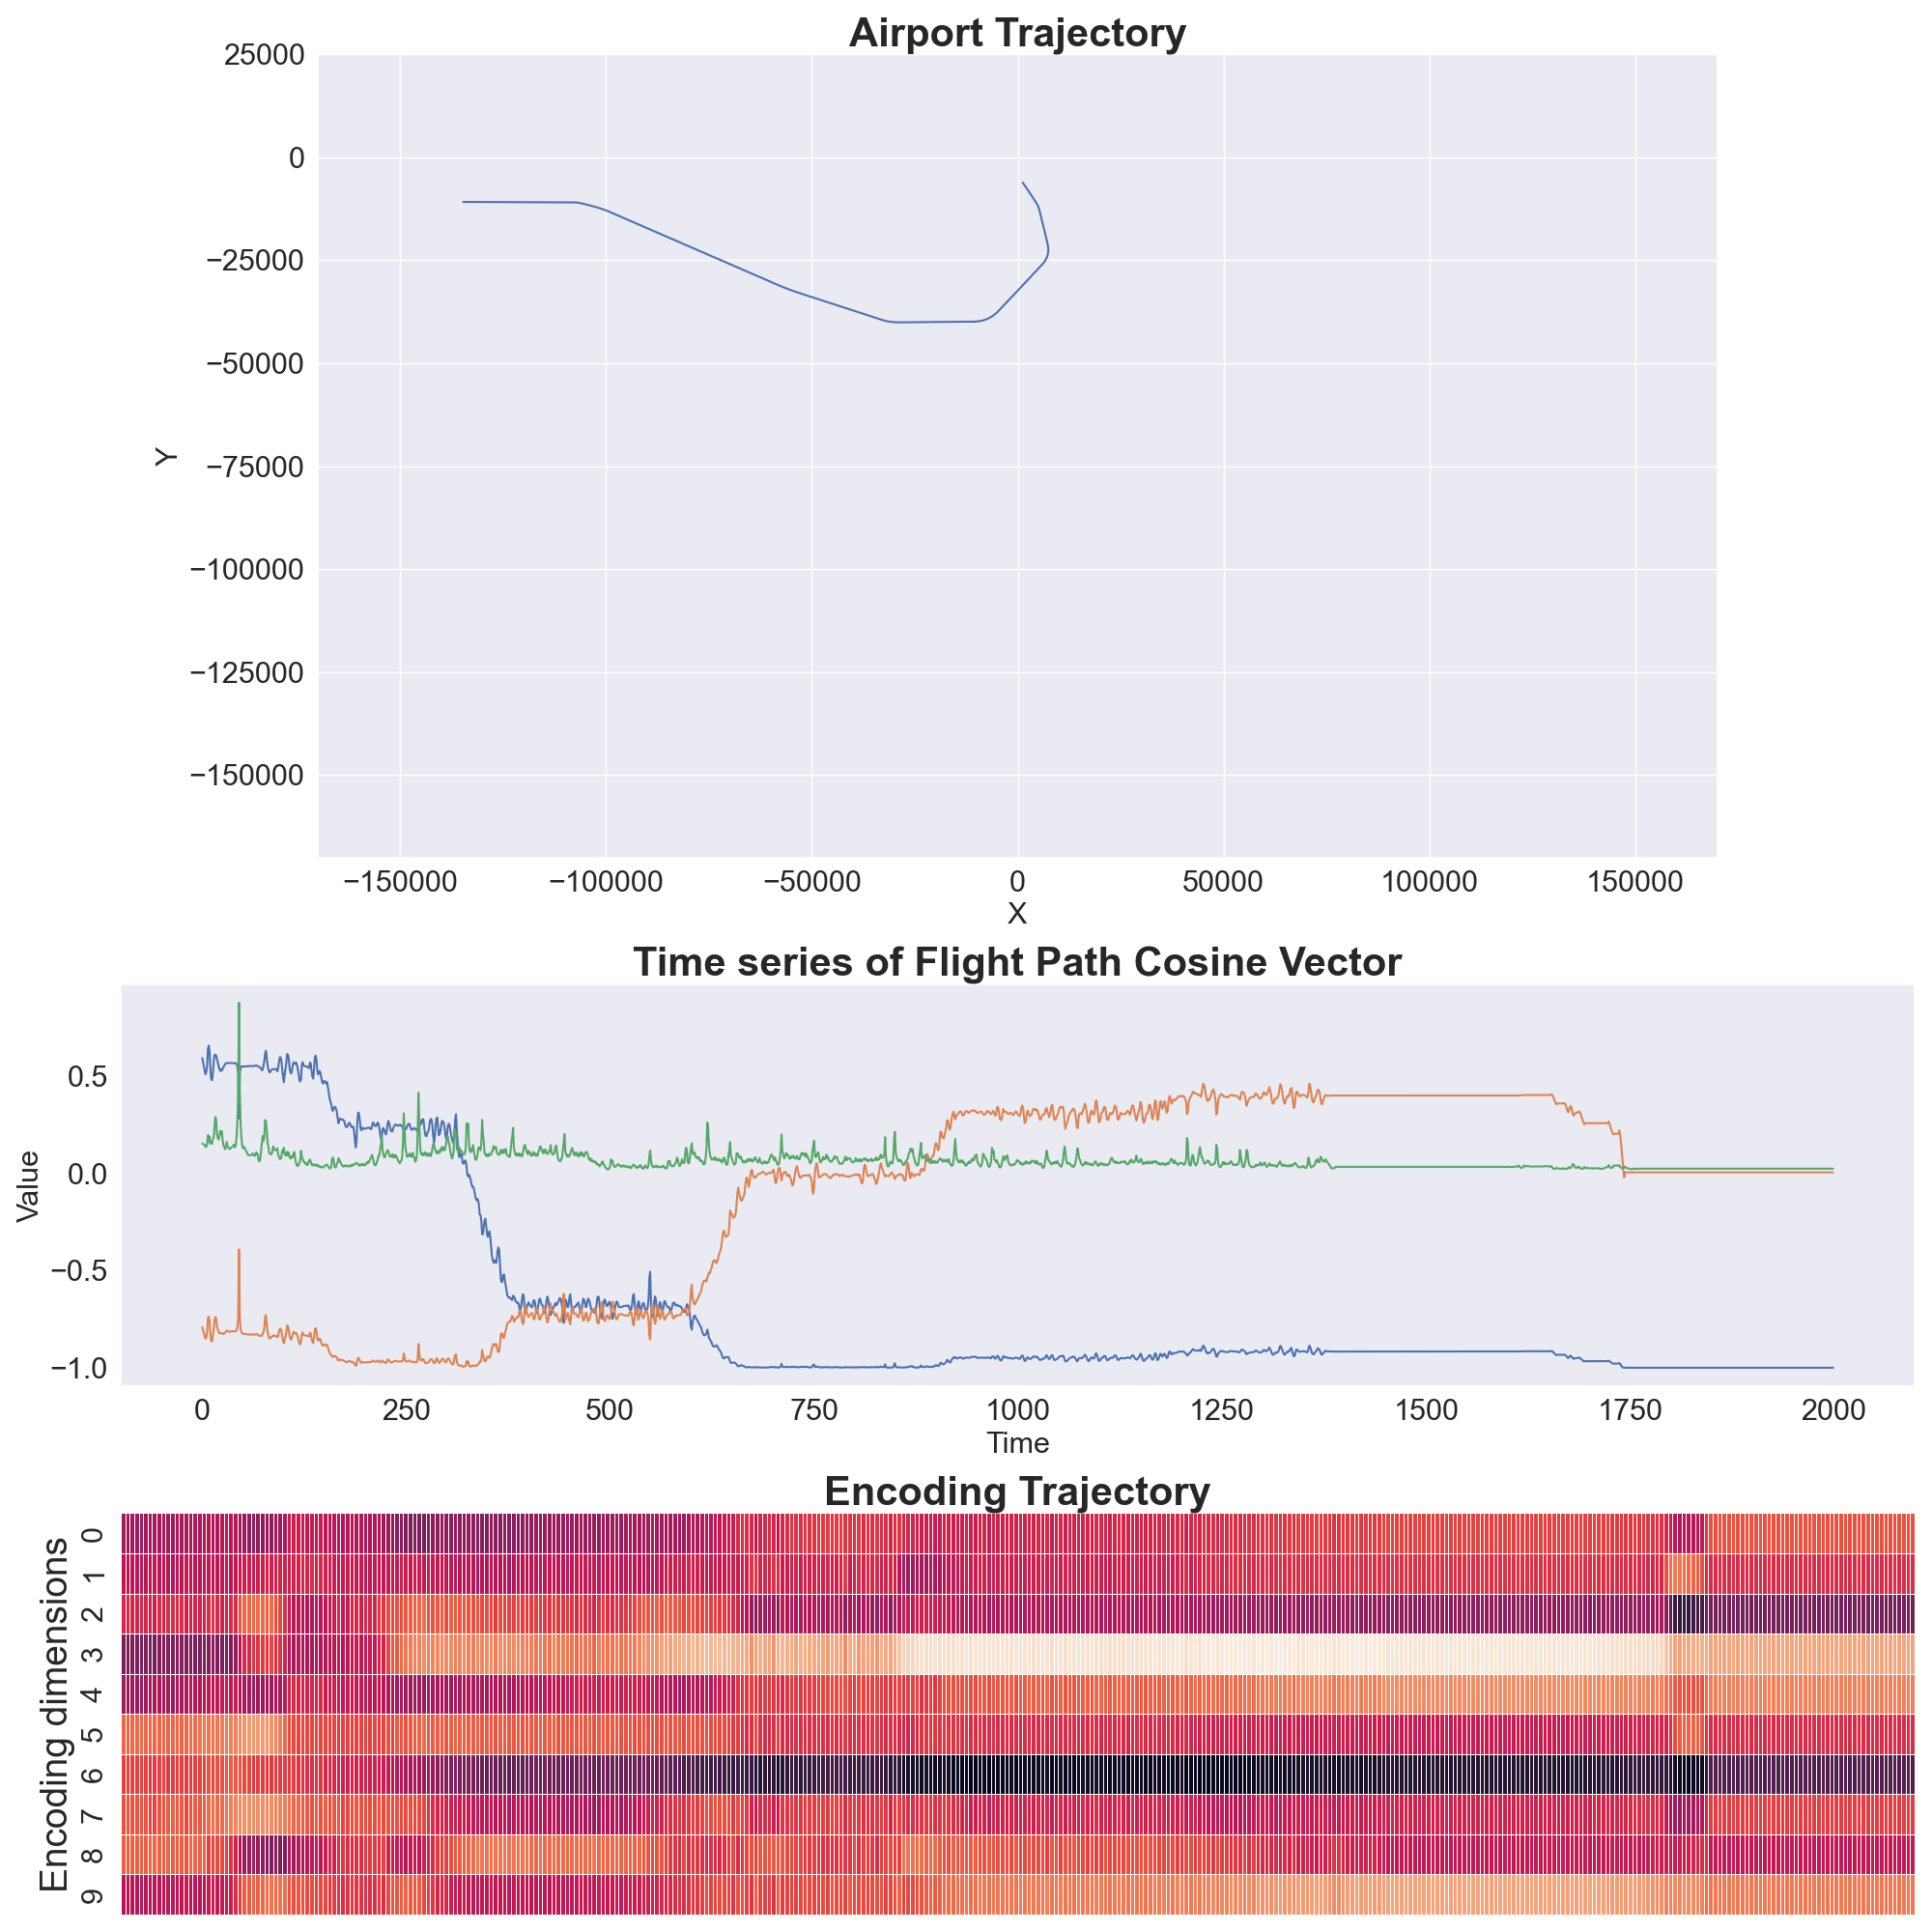 Airport Trajectory
25000
0
−25000
−50000
−75000
−100000
−125000
−150000
Y
−150000 −100000 −50000 0 50000 100000 150000
X
Time series of Flight Path Cosine Vector
0.5
0.0
−0.5
−1.0
Value
0 250 500 750 1000 1250 1500 1750 2000
Time
Encoding Trajectory
Encoding dimensions
0
1
2
3
4
5
6
7
8
9